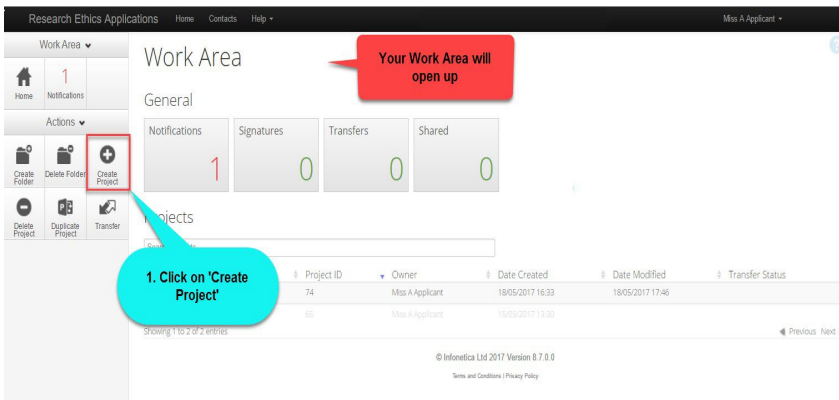 Research Ethics Applications Home Contacts Help Miss A Applicant
Work Area
Home
1
Notifications
Actions
Create Folder
Delete Folder
Create Project
Delete Project
Duplicate Project
Transfer
Work Area
Your Work Area will
open up
General
Notifications Signatures Transfers Shared
1 0 0 0
Projects
1. Click on 'Create
Project'
Project ID Owner Date Created Date Modified Transfer Status
74 Miss A Applicant 18/05/2017 16:33 18/05/2017 17:46
65 Miss A Applicant
Showing 1 to 2 of 2 entries Previous Next
© Infonetica Ltd 2017 Version 8.7.0.0
Terms and Conditions | Privacy Policy